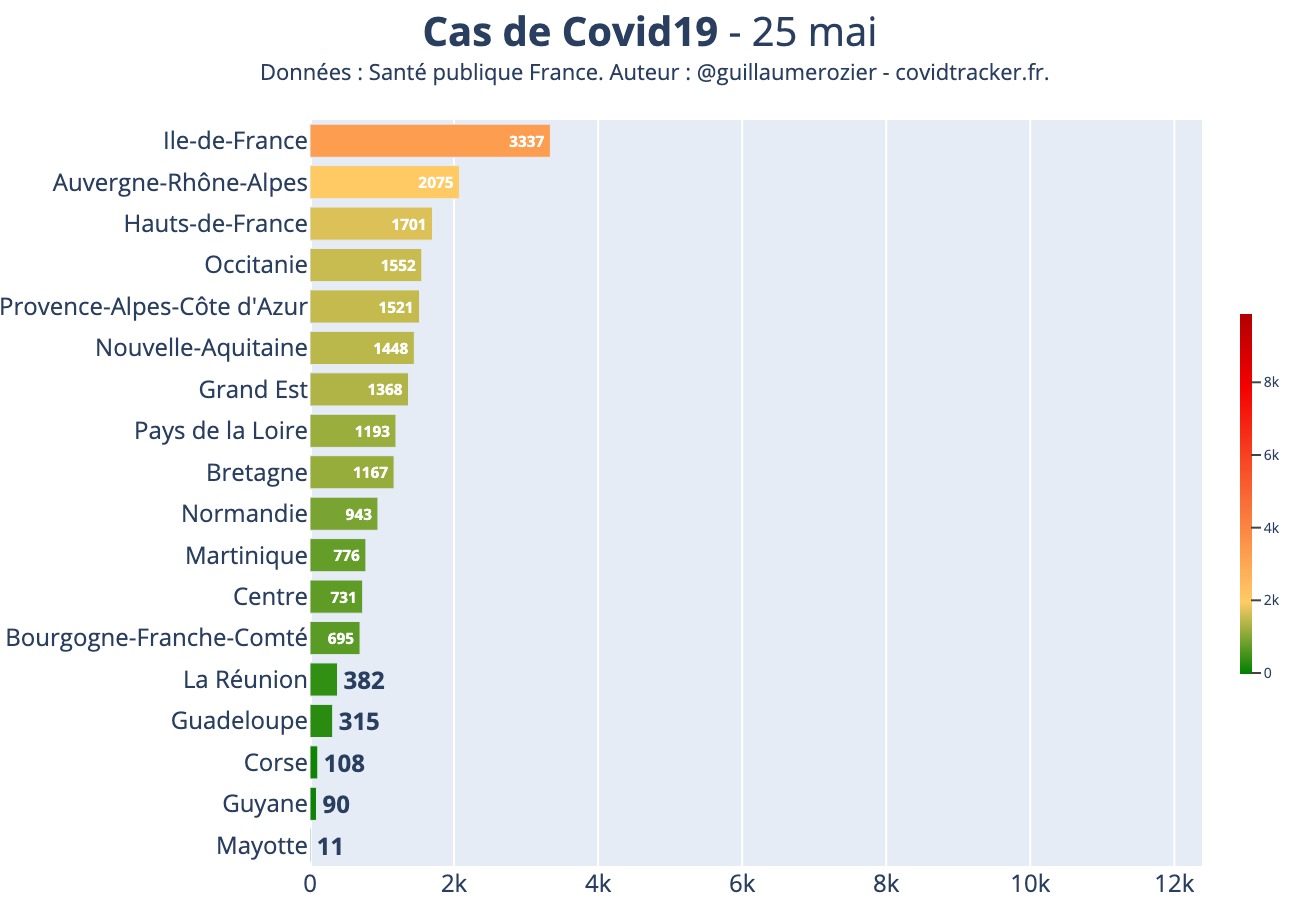 Cas de Covid19 - 25 mai
Données : Santé publique France. Auteur : @guillaumerozier - covidtracker.fr.
Ile-de-France 3337
Auvergne-Rhône-Alpes 2075
Hauts-de-France 1701
Occitanie 1552
Provence-Alpes-Côte d'Azur 1521
Nouvelle-Aquitaine 1448
Grand Est 1368
Pays de la Loire 1193
Bretagne 1167
Normandie 943
Martinique 776
Centre 731
Bourgogne-Franche-Comté 695
La Réunion 382
Guadeloupe 315
Corse 108
Guyane 90
Mayotte 11
0 2k 4k 6k 8k 10k 12k
8k
6k
4k
2k
0